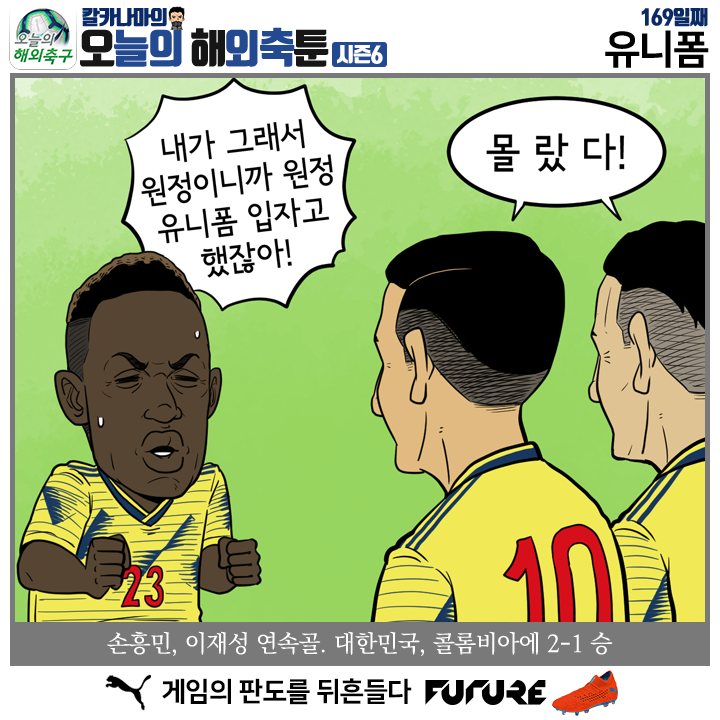 오늘의
해외축구
칼카나마의
오늘의 해외축툰 시즌6
169일째
유니폼
내가 그래서
원정이니까 원정
유니폼 입자고
했잖아!
몰 랐 다!
23
10
손흥민, 이재성 연속골. 대한민국, 콜롬비아에 2-1 승
게임의 판도를 뒤흔들다 FUTURE